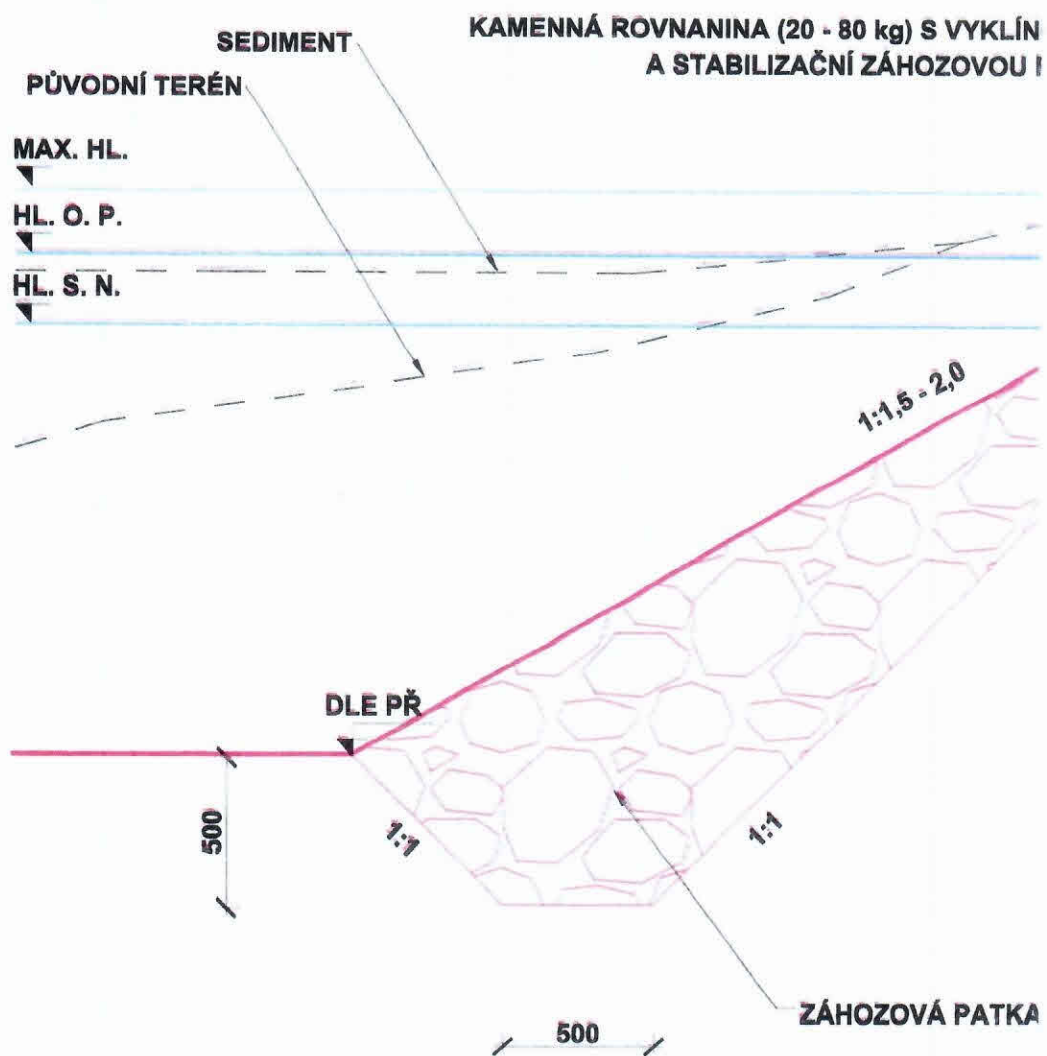 KAMENNÁ ROVNANINA (20 - 80 kg) S VYKLÍN
A STABILIZAČNÍ ZÁHOZOVOU
SEDIMENT
PŮVODNÍ TERÉN
MAX. HL.
HL. O. P.
HL. S. N.
1:1,5 - 2,0
DLE PŘ
500
1:1
1:1
ZÁHOZOVÁ PATKA
500